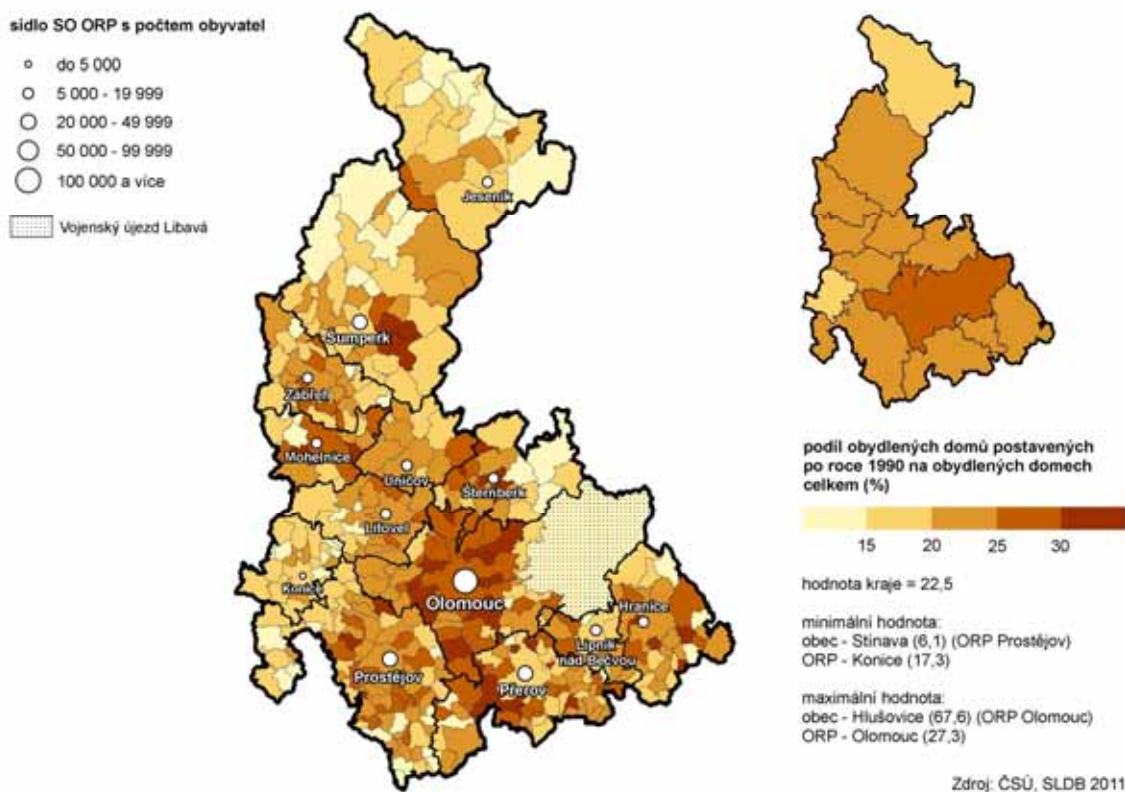 sídlo SO ORP s počtem obyvatel
do 5 000
5 000 - 19 999
20 000 - 49 999
50 000 - 99 999
100 000 a více
Vojenský újezd Libavá
Jeseník
Šumperk
Zábřeh
Mohelnice
Uničov
Šternberk
Litovel
Konice
Olomouc
Hranice
Lipník
nad Bečvou
Prostějov
Přerov
podíl obydlených domů postavených
po roce 1990 na obydlených domech
celkem (%)
15 20 25 30
hodnota kraje = 22,5
minimální hodnota:
obec - Stínava (6,1) (ORP Prostějov)
ORP - Konice (17,3)
maximální hodnota:
obec - Hlušovice (67,6) (ORP Olomouc)
ORP - Olomouc (27,3)
Zdroj: ČSÚ, SLDB 2011